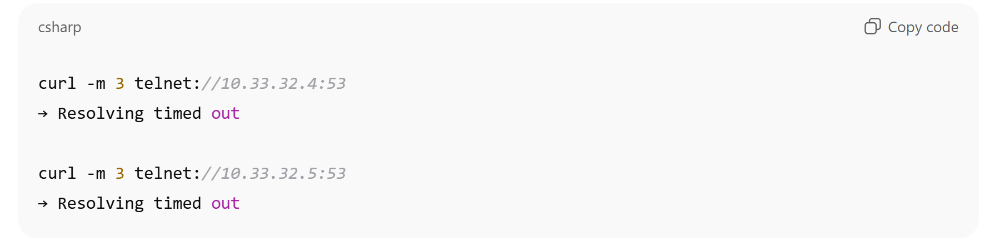 csharp
Copy code
curl -m 3 telnet://10.33.32.4:53
→ Resolving timed out
curl -m 3 telnet://10.33.32.5:53
→ Resolving timed out